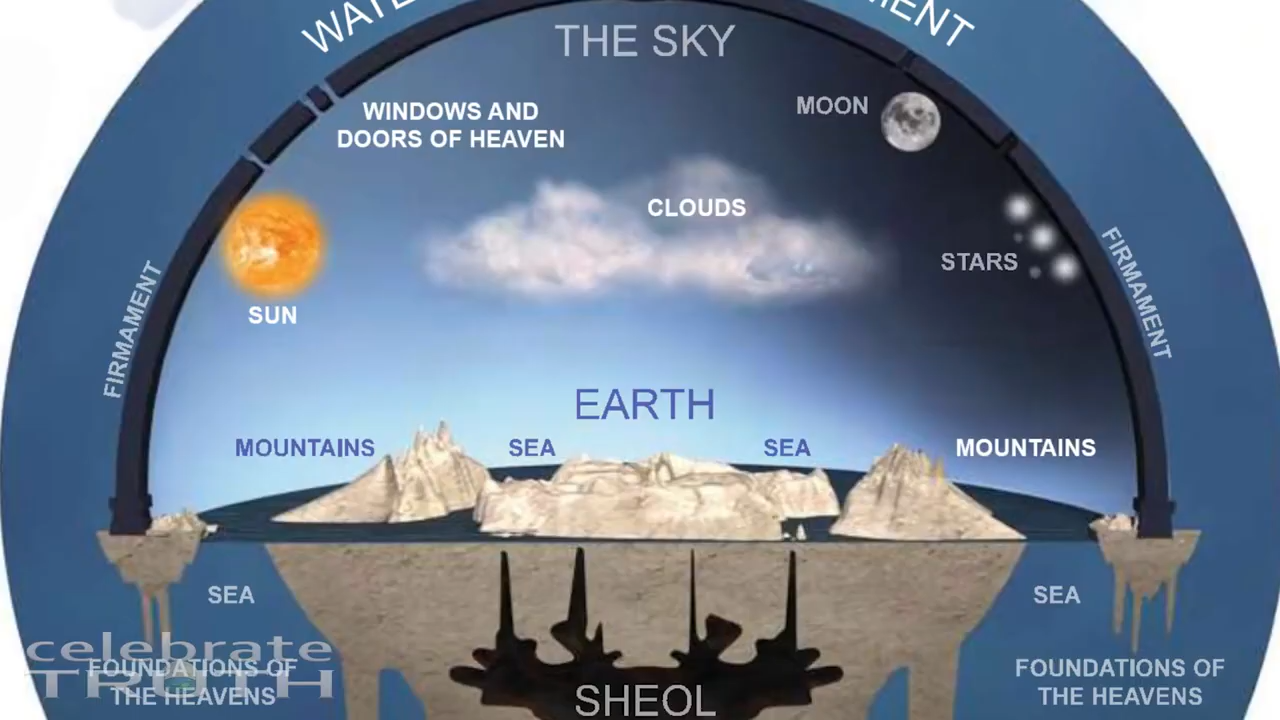 THE SKY
MOON
WINDOWS AND
DOORS OF HEAVEN
CLOUDS
STARS
FIRMAMENT
FIRMAMENT
SUN
EARTH
MOUNTAINS
SEA
SEA
MOUNTAINS
SEA
SEA
celebrate
TRUTH
FOUNDATIONS OF
THE HEAVENS
FOUNDATIONS OF
THE HEAVENS
SHEOL